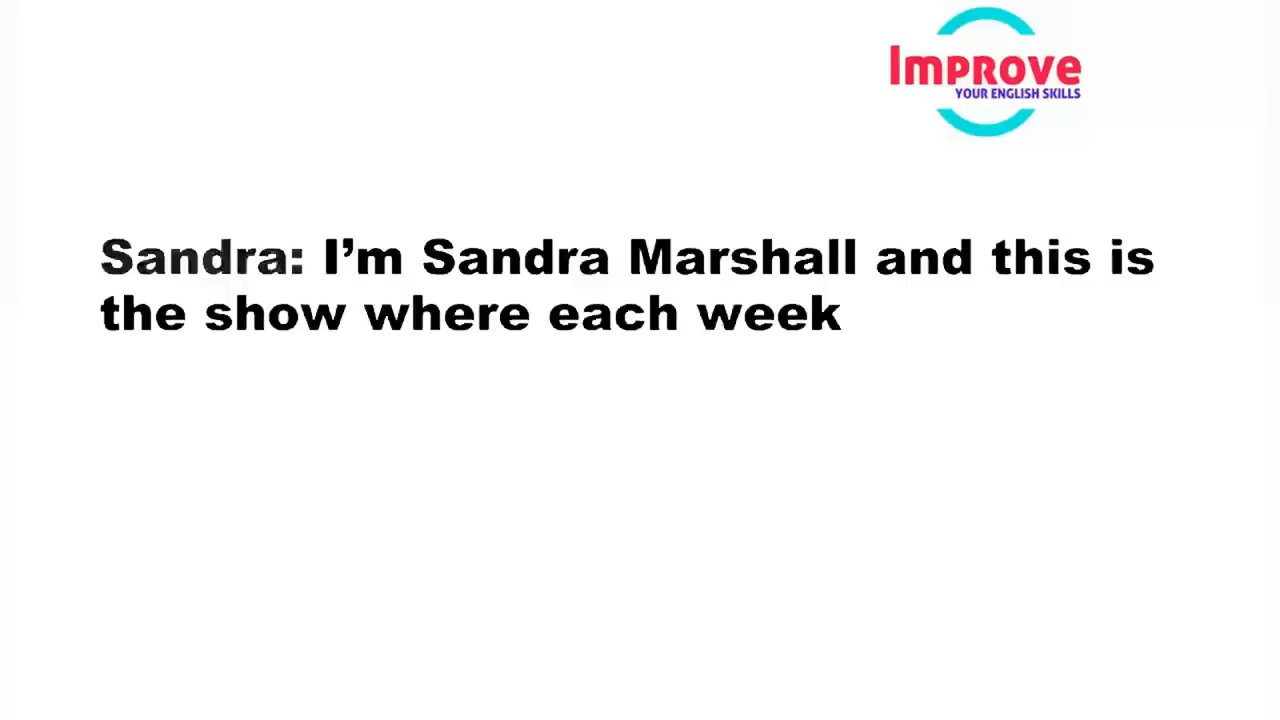 Improve
YOUR ENGLISH SKILLS
Sandra: I’m Sandra Marshall and this is
the show where each week